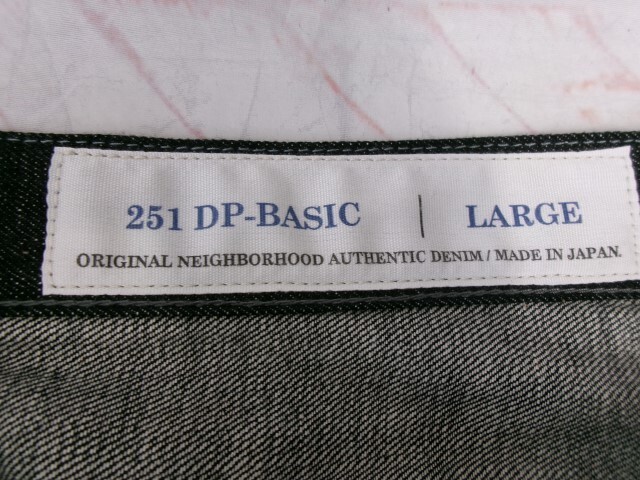 251 DP-BASIC | LARGE
ORIGINAL NEIGHBORHOOD AUTHENTIC DENIM / MADE IN JAPAN.